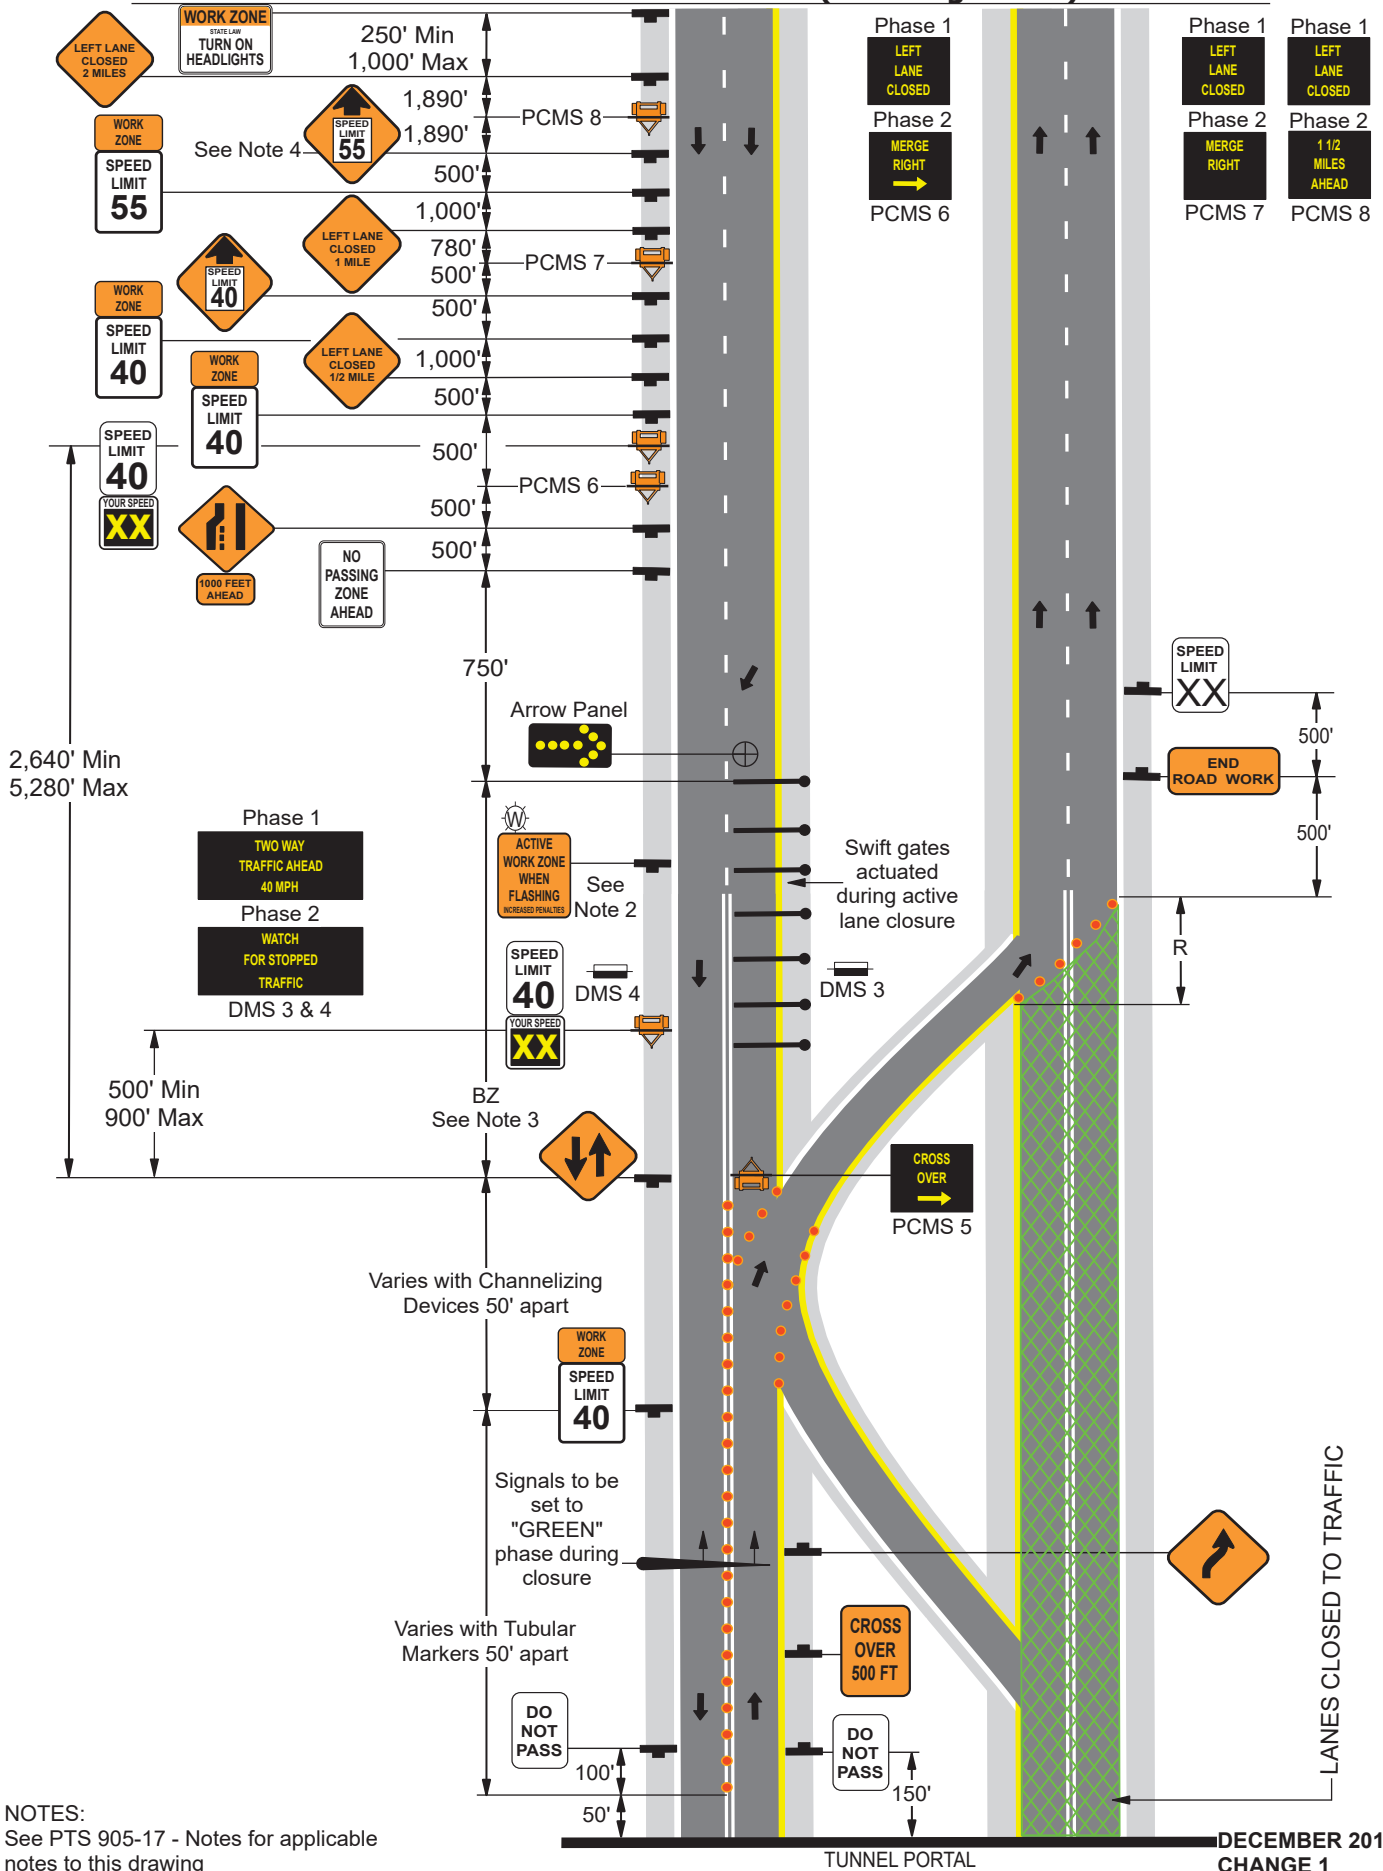 WORK ZONE
STATE LAW
TURN ON
HEADLIGHTS
LEFT LANE
CLOSED
2 MILES
250' Min
1,000' Max
1,890'
PCMS 8
1,890'
See Note 4
SPEED
LIMIT
55
WORK
ZONE
SPEED
LIMIT
55
500'
1,000'
LEFT LANE
CLOSED
1 MILE
780'
PCMS 7
500'
SPEED
LIMIT
40
500'
WORK
ZONE
SPEED
LIMIT
40
LEFT LANE
CLOSED
1/2 MILE
1,000'
500'
WORK
ZONE
SPEED
LIMIT
40
SPEED
LIMIT
40
YOUR SPEED
XX
500'
PCMS 6
500'
1000 FEET
AHEAD
500'
NO
PASSING
ZONE
AHEAD
750'
Arrow Panel
2,640' Min
5,280' Max
Phase 1
TWO WAY
TRAFFIC AHEAD
40 MPH
Phase 2
WATCH
FOR STOPPED
TRAFFIC
DMS 3 & 4
W
ACTIVE
WORK ZONE
WHEN
FLASHING
INCREASED PENALTIES
See
Note 2
SPEED
LIMIT
40
YOUR SPEED
XX
DMS 4
DMS 3
Swift gates
actuated
during active
lane closure
500' Min
900' Max
BZ
See Note 3
CROSS
OVER
PCMS 5
Varies with Channelizing
Devices 50' apart
WORK
ZONE
SPEED
LIMIT
40
Signals to be
set to
"GREEN"
phase during
closure
Varies with Tubular
Markers 50' apart
CROSS
OVER
500 FT
DO
NOT
PASS
100'
50'
DO
NOT
PASS
150'
Phase 1
LEFT
LANE
CLOSED
Phase 2
MERGE
RIGHT
PCMS 6
Phase 1
LEFT
LANE
CLOSED
Phase 2
MERGE
RIGHT
PCMS 7
Phase 1
LEFT
LANE
CLOSED
Phase 2
1 1/2
MILES
AHEAD
PCMS 8
SPEED
LIMIT
XX
500'
END
ROAD WORK
500'
R
LANES CLOSED TO TRAFFIC
TUNNEL PORTAL
NOTES:
See PTS 905-17 - Notes for applicable
notes to this drawing
DECEMBER 201
CHANGE 1